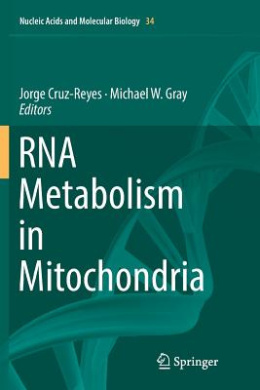 Nucleic Acids and Molecular Biology 34
Jorge Cruz-Reyes · Michael W. Gray
Editors
RNA
Metabolism
in
Mitochondria
Springer